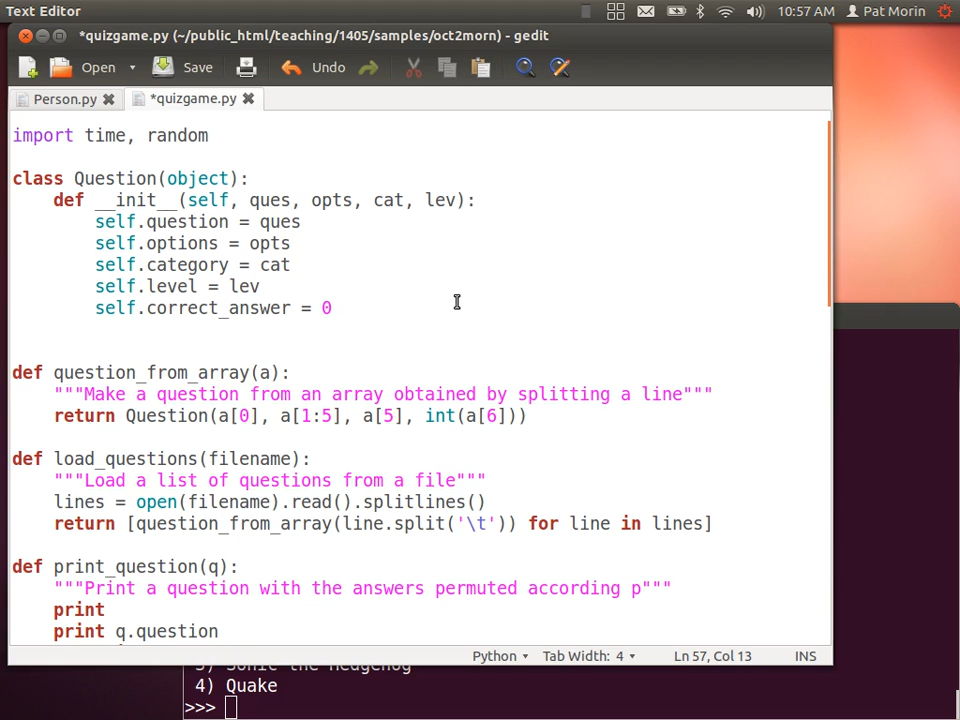 Text Editor
10:57 AM
Pat Morin
*quizgame.py (~/public_html/teaching/1405/samples/oct2morn) - gedit
Open
Save
Undo
Person.py
*quizgame.py
import time, random
class Question(object):
    def __init__(self, ques, opts, cat, lev):
        self.question = ques
        self.options = opts
        self.category = cat
        self.level = lev
        self.correct_answer = 0
def question_from_array(a):
    """Make a question from an array obtained by splitting a line"""
    return Question(a[0], a[1:5], a[5], int(a[6]))
def load_questions(filename):
    """Load a list of questions from a file"""
    lines = open(filename).read().splitlines()
    return [question_from_array(line.split('\t')) for line in lines]
def print_question(q):
    """Print a question with the answers permuted according p"""
    print
    print q.question
Python
Tab Width: 4
Ln 57, Col 13
INS
3) Sonic the Hedgehog
4) Quake
>>>